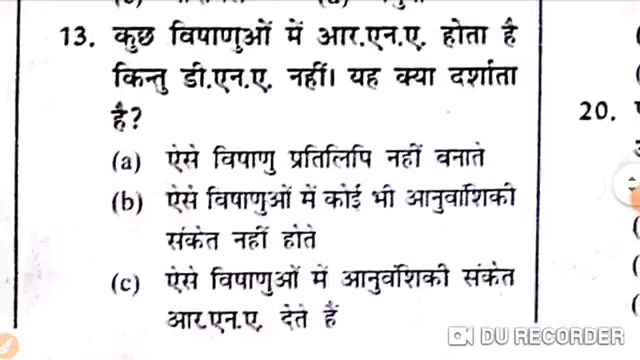 13. कुछ विषाणुओं में आर.एन.ए. होता है
किन्तु डी.एन.ए. नहीं। यह क्या दर्शाता
है?
(a) ऐसे विषाणु प्रतिलिपि नहीं बनाते
(b) ऐसे विषाणुओं में कोई भी आनुवांशिकी
संकेत नहीं होते
(c) ऐसे विषाणुओं में आनुवांशिकी संकेत
आर.एन.ए. देते हैं
20.
DU RECORDER